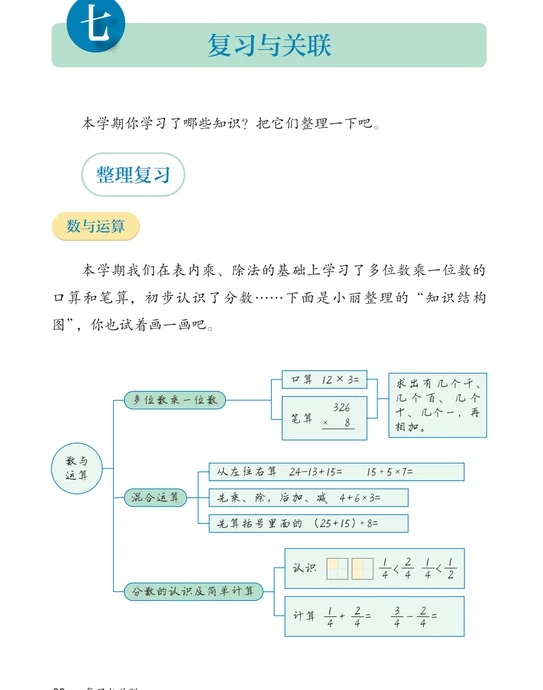 七
复习与关联
本学期你学习了哪些知识？把它们整理一下吧。
整理复习
数与运算
本学期我们在表内乘、除法的基础上学习了多位数乘一位数的
口算和笔算，初步认识了分数……下面是小丽整理的“知识结构
图”，你也试着画一画吧。
数与
运算
多位数乘一位数
口算 12×3=
笔算
326
× 8
求出有几个千、
几个百、几个
十、几个一，再
相加。
混合运算
从左往右算 24-13+15= 15÷5×7=
先乘、除，后加、减 4+6×3=
先算括号里面的 (25+15)÷8=
分数的认识及简单计算
认识 1/4<2/4 1/4<1/2
计算 1/4+2/4= 3/4-2/4=